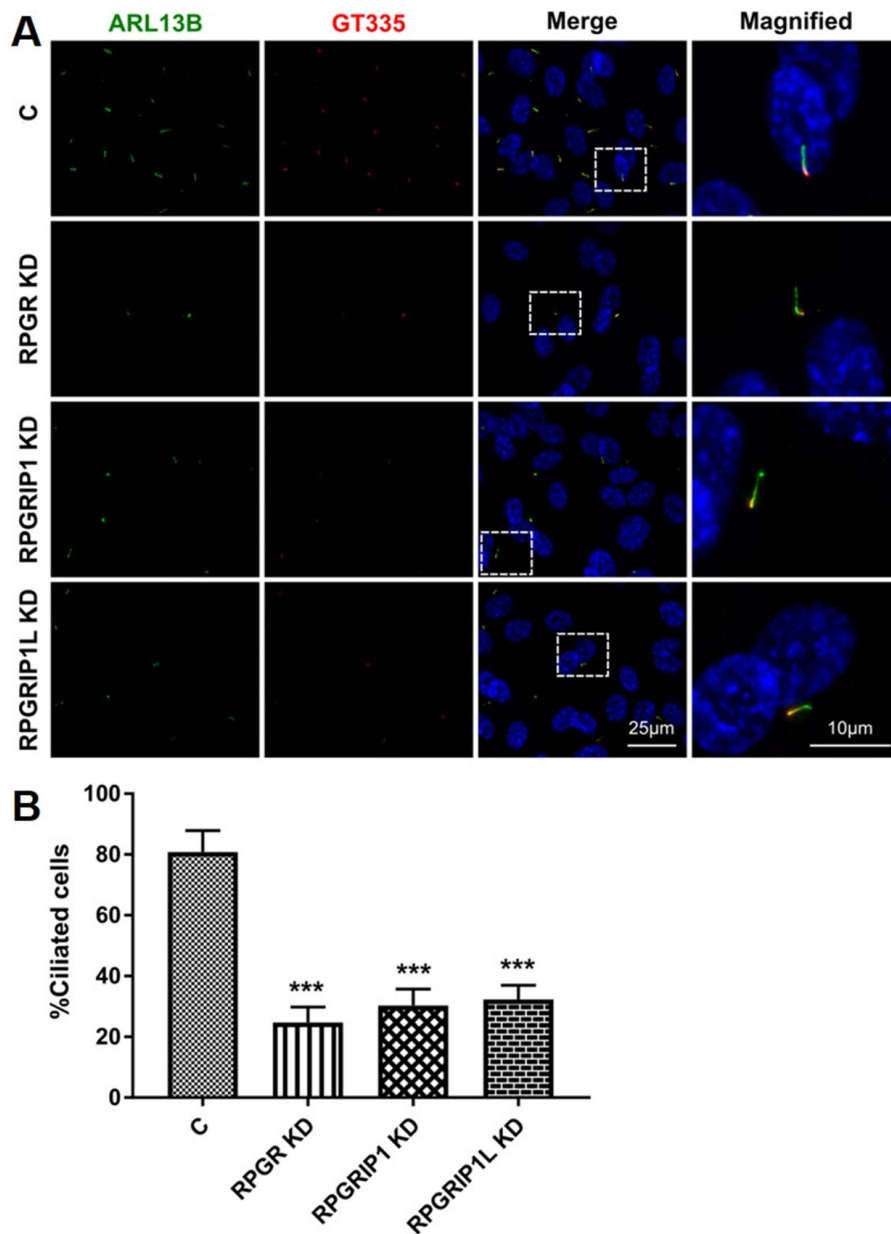 A
ARL13B GT335 Merge Magnified
C
RPGR KD
RPGRIP1 KD
RPGRIP1L KD
25µm 10µm
B
%Ciliated cells
100
80
60
40
20
0
*** *** ***
C RPGR KD RPGRIP1 KD RPGRIP1L KD